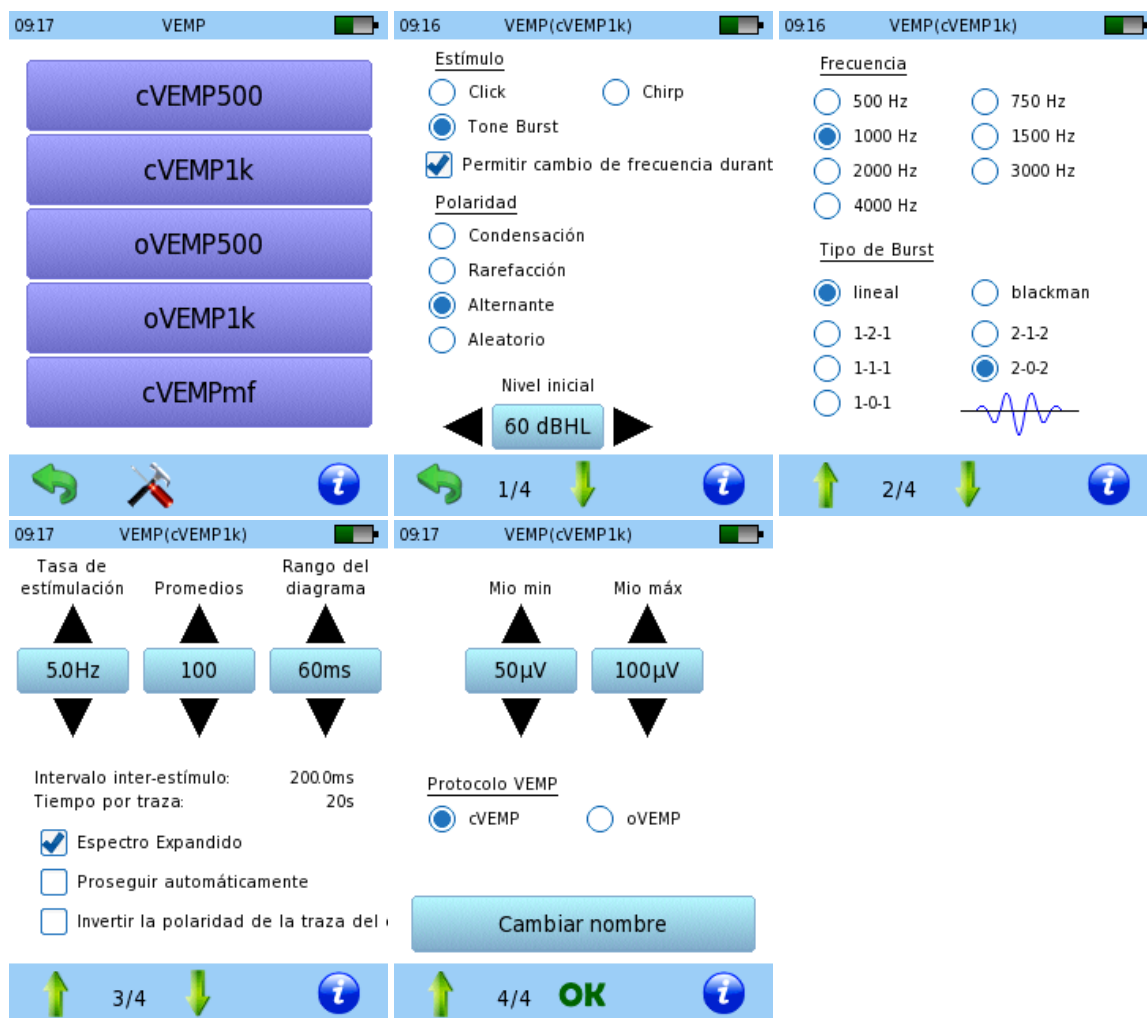 09:17 VEMP
cVEMP500
cVEMP1k
oVEMP500
oVEMP1k
cVEMPmf
09:16 VEMP(cVEMP1k)
Estímulo
Click Chirp
Tone Burst
Permitir cambio de frecuencia durant
Polaridad
Condensación
Rarefacción
Alternante
Aleatorio
Nivel inicial
60 dBHL
1/4
09:16 VEMP(cVEMP1k)
Frecuencia
500 Hz 750 Hz
1000 Hz 1500 Hz
2000 Hz 3000 Hz
4000 Hz
Tipo de Burst
lineal blackman
1-2-1 2-1-2
1-1-1 2-0-2
1-0-1
2/4
09:17 VEMP(cVEMP1k)
Tasa de
estímulación
Promedios
Rango del
diagrama
5.0Hz 100 60ms
Intervalo inter-estímulo: 200.0ms
Tiempo por traza: 20s
Espectro Expandido
Proseguir automáticamente
Invertir la polaridad de la traza del
3/4
09:17 VEMP(cVEMP1k)
Mio min Mio máx
50µV 100µV
Protocolo VEMP
cVEMP oVEMP
Cambiar nombre
4/4 OK